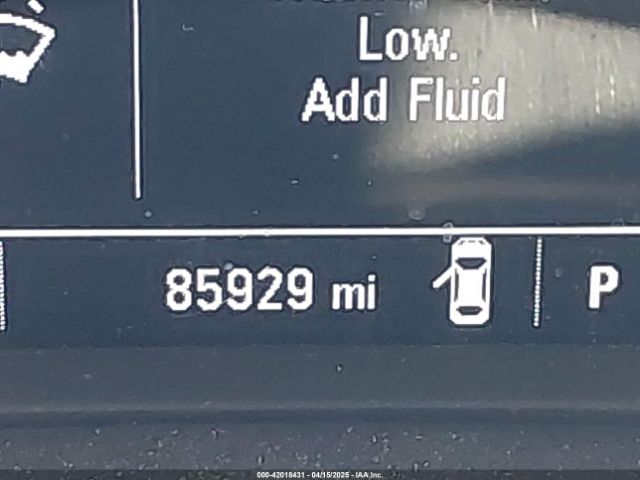 Low.
Add Fluid
85929 mi
P
000-42018431 - 04/15/2025 - IAA Inc.